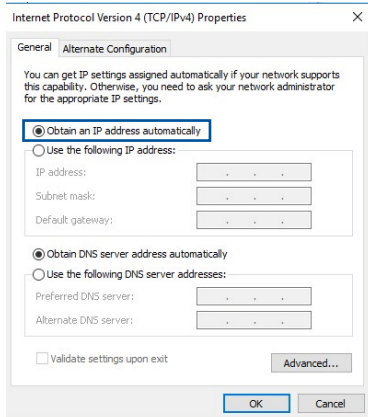 Internet Protocol Version 4 (TCP/IPv4) Properties
General
Alternate Configuration
You can get IP settings assigned automatically if your network supports
this capability. Otherwise, you need to ask your network administrator
for the appropriate IP settings.
Obtain an IP address automatically
Use the following IP address:
IP address:
Subnet mask:
Default gateway:
Obtain DNS server address automatically
Use the following DNS server addresses:
Preferred DNS server:
Alternate DNS server:
Validate settings upon exit
Advanced...
OK
Cancel